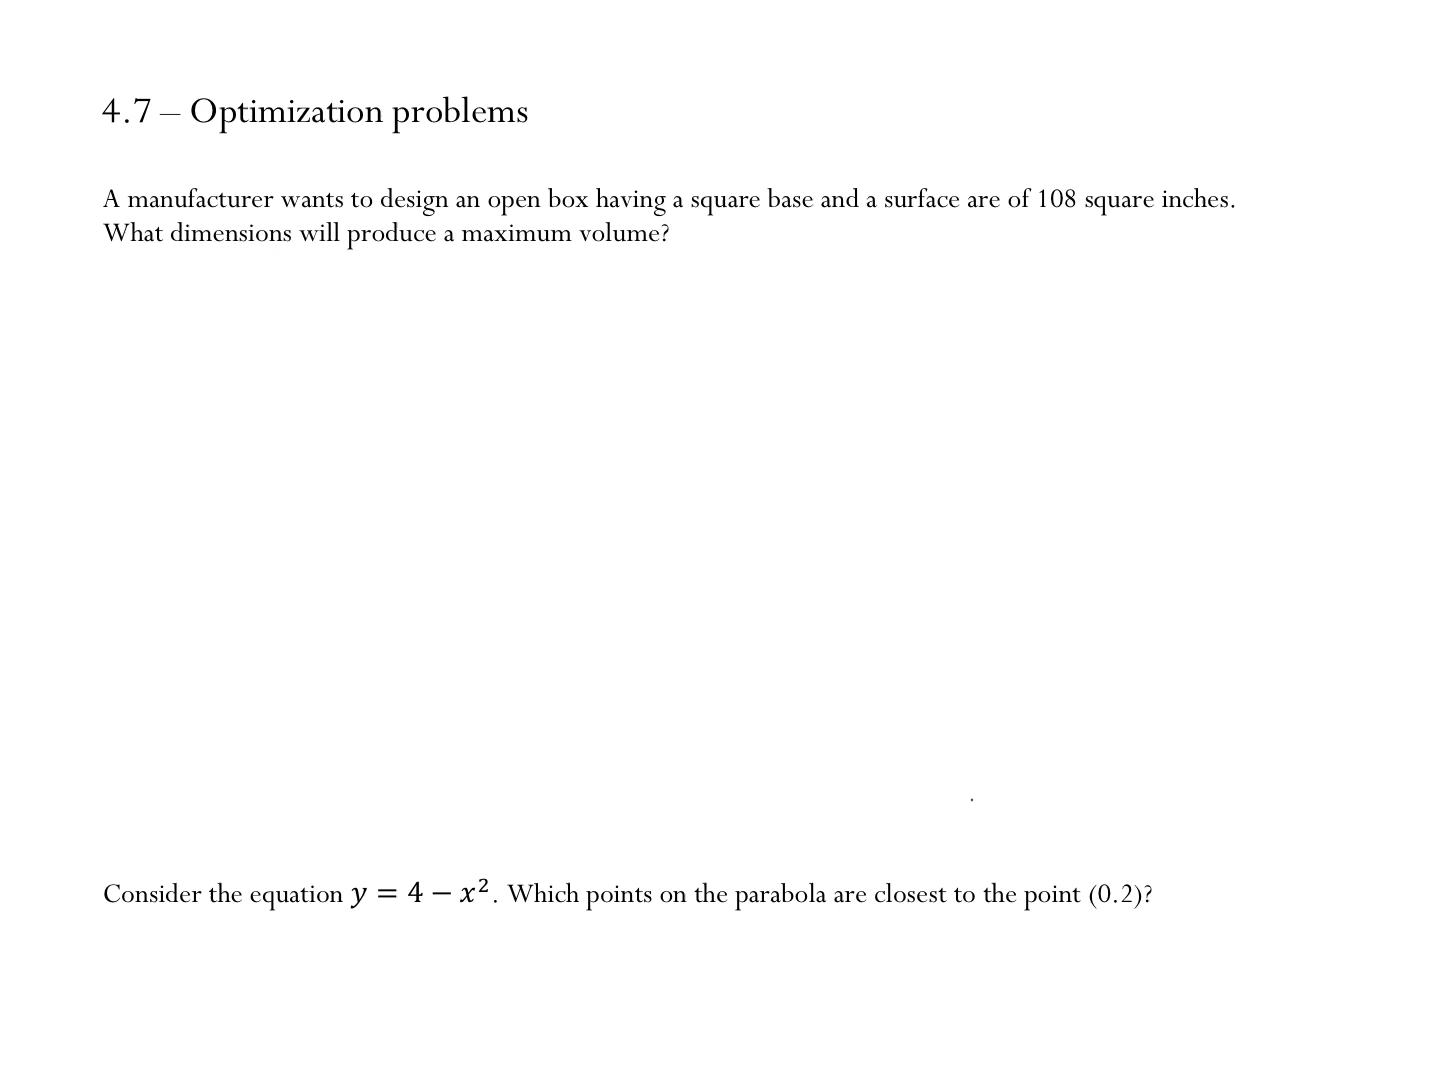 4.7 – Optimization problems
A manufacturer wants to design an open box having a square base and a surface are of 108 square inches.
What dimensions will produce a maximum volume?
.
Consider the equation y = 4 − x². Which points on the parabola are closest to the point (0.2)?